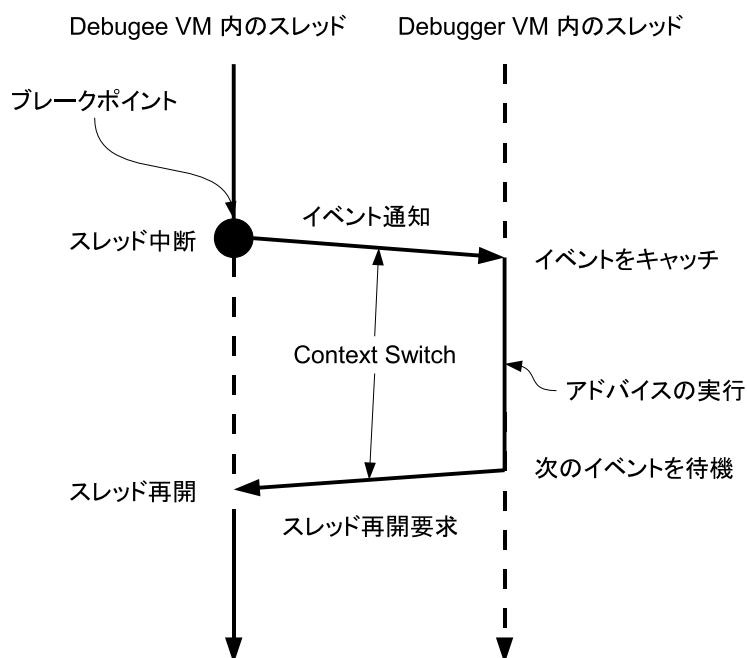 Debugee VM 内のスレッド
Debugger VM 内のスレッド
ブレークポイント
イベント通知
スレッド中断
イベントをキャッチ
Context Switch
アドバイスの実行
次のイベントを待機
スレッド再開
スレッド再開要求